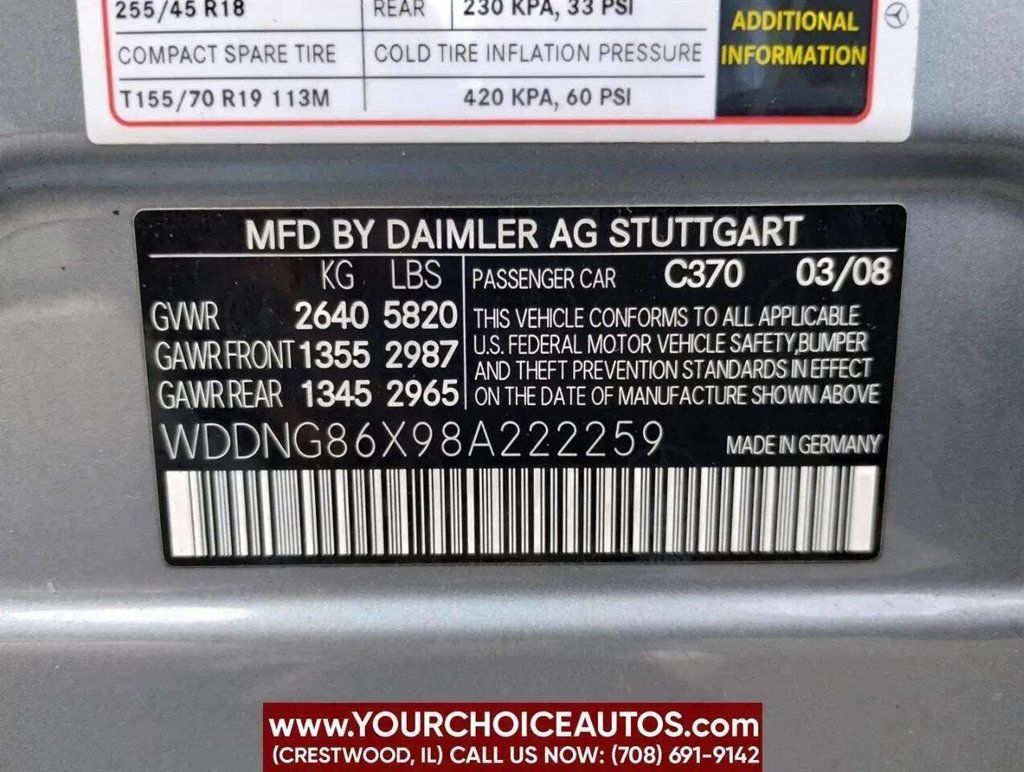 255/45 R18 REAR 230 KPA, 33 PSI
ADDITIONAL
COMPACT SPARE TIRE COLD TIRE INFLATION PRESSURE INFORMATION
T155/70 R19 113M 420 KPA, 60 PSI
MFD BY DAIMLER AG STUTTGART
KG LBS PASSENGER CAR C370 03/08
GVWR 2640 5820 THIS VEHICLE CONFORMS TO ALL APPLICABLE
GAWR FRONT 1355 2987 U.S. FEDERAL MOTOR VEHICLE SAFETY, BUMPER
AND THEFT PREVENTION STANDARDS IN EFFECT
GAWR REAR 1345 2965 ON THE DATE OF MANUFACTURE SHOWN ABOVE
WDDNG86X98A222259 MADE IN GERMANY
www.YOURCHOICEAUTOS.com
(CRESTWOOD, IL) CALL US NOW: (708) 691-9142